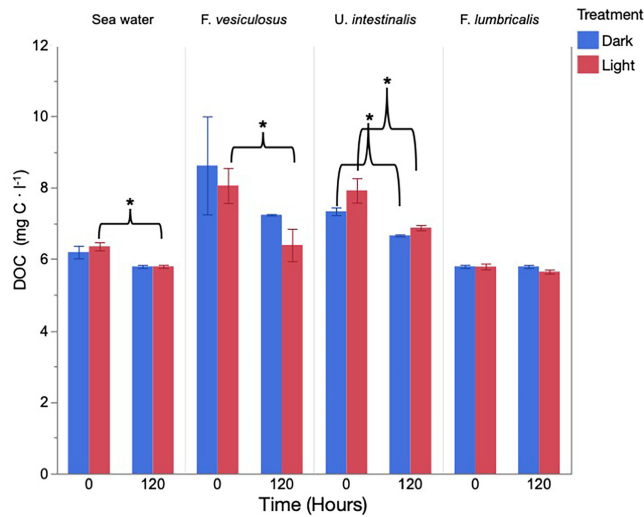 Sea water F. vesiculosus U. intestinalis F. lumbricalis
Treatment
Dark
Light
12
10
8
6
4
2
0
DOC (mg C · l-1)
* * * *
0 120 0 120 0 120 0 120
Time (Hours)